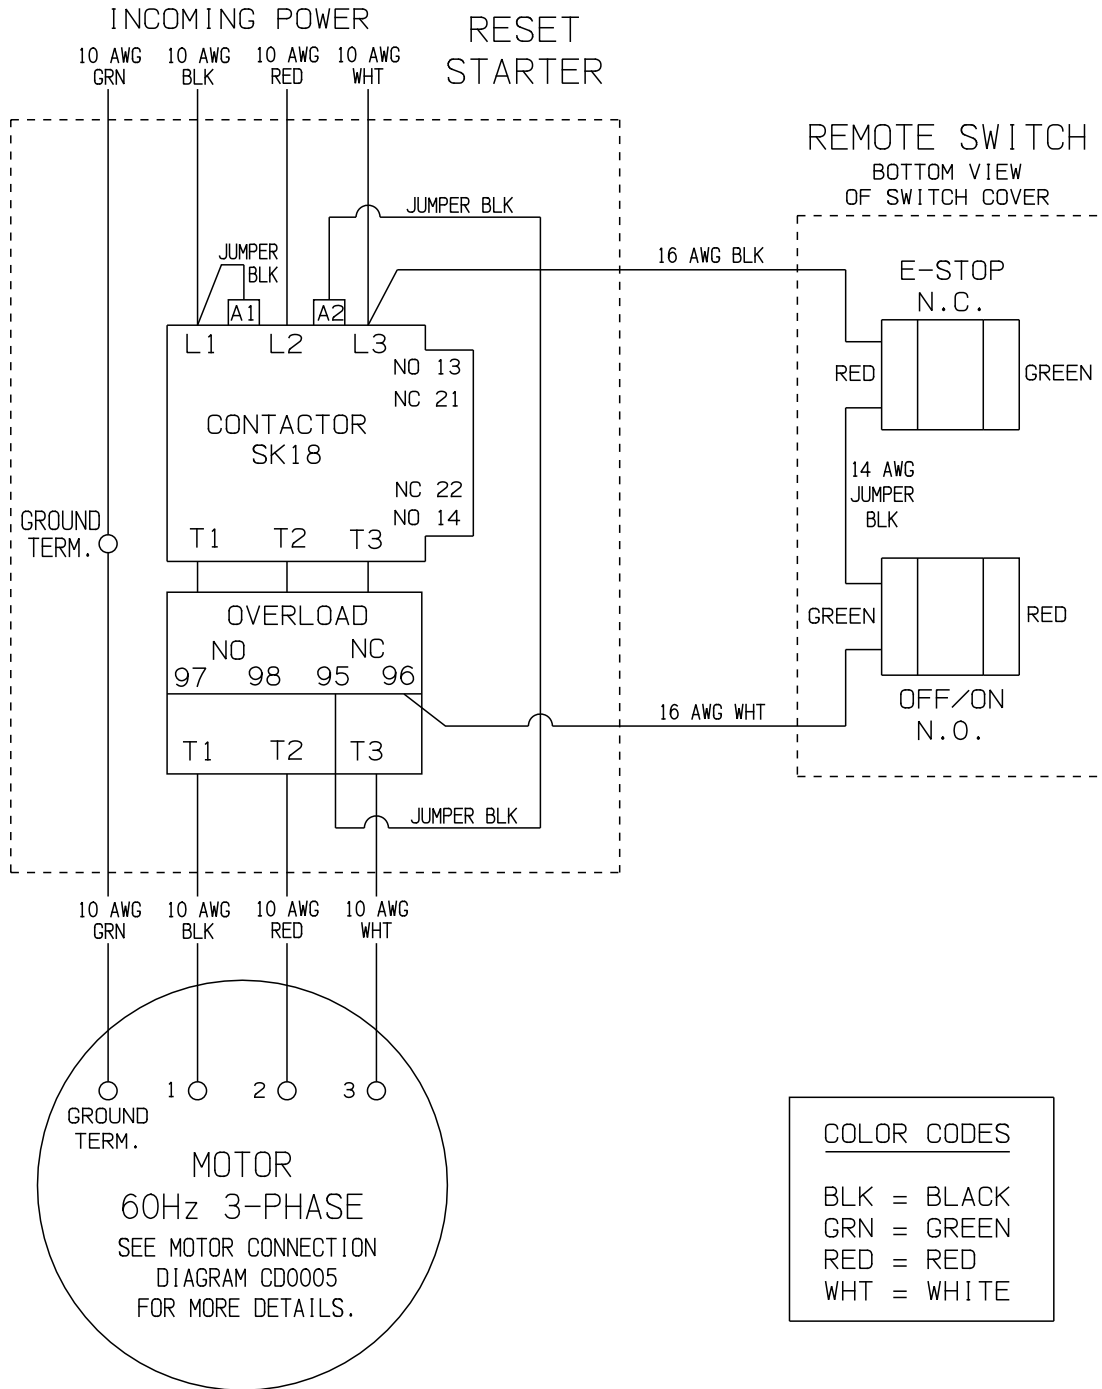 INCOMING POWER
RESET
STARTER
10 AWG
GRN
10 AWG
BLK
10 AWG
RED
10 AWG
WHT
REMOTE SWITCH
BOTTOM VIEW
OF SWITCH COVER
JUMPER BLK
JUMPER
BLK
16 AWG BLK
E-STOP
N.C.
A1
A2
L1
L2
L3
NO 13
NC 21
RED
GREEN
CONTACTOR
SK18
NC 22
NO 14
14 AWG
JUMPER
BLK
GROUND
TERM.
T1
T2
T3
OVERLOAD
NO
NC
97
98
95
96
GREEN
RED
OFF/ON
N.O.
16 AWG WHT
T1
T2
T3
JUMPER BLK
10 AWG
GRN
10 AWG
BLK
10 AWG
RED
10 AWG
WHT
1
2
3
GROUND
TERM.
MOTOR
60Hz 3-PHASE
SEE MOTOR CONNECTION
DIAGRAM CD0005
FOR MORE DETAILS.
COLOR CODES
BLK = BLACK
GRN = GREEN
RED = RED
WHT = WHITE